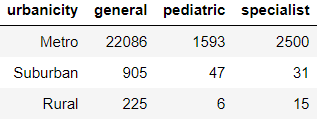 urbanicity general pediatric specialist
Metro 22086 1593 2500
Suburban 905 47 31
Rural 225 6 15